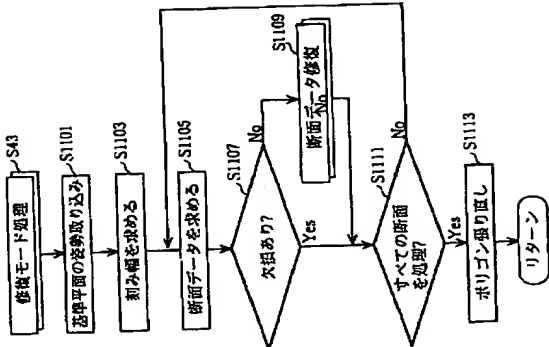 修復モード処理
S43
基準平面の姿勢取り込み
S1101
刻み幅を求める
S1103
断面データを求める
S1105
欠損あり?
S1107
No
Yes
断面データ修復
S1109
No
すべての断面
を処理?
S1111
No
Yes
ポリゴン張り直し
S1113
リターン